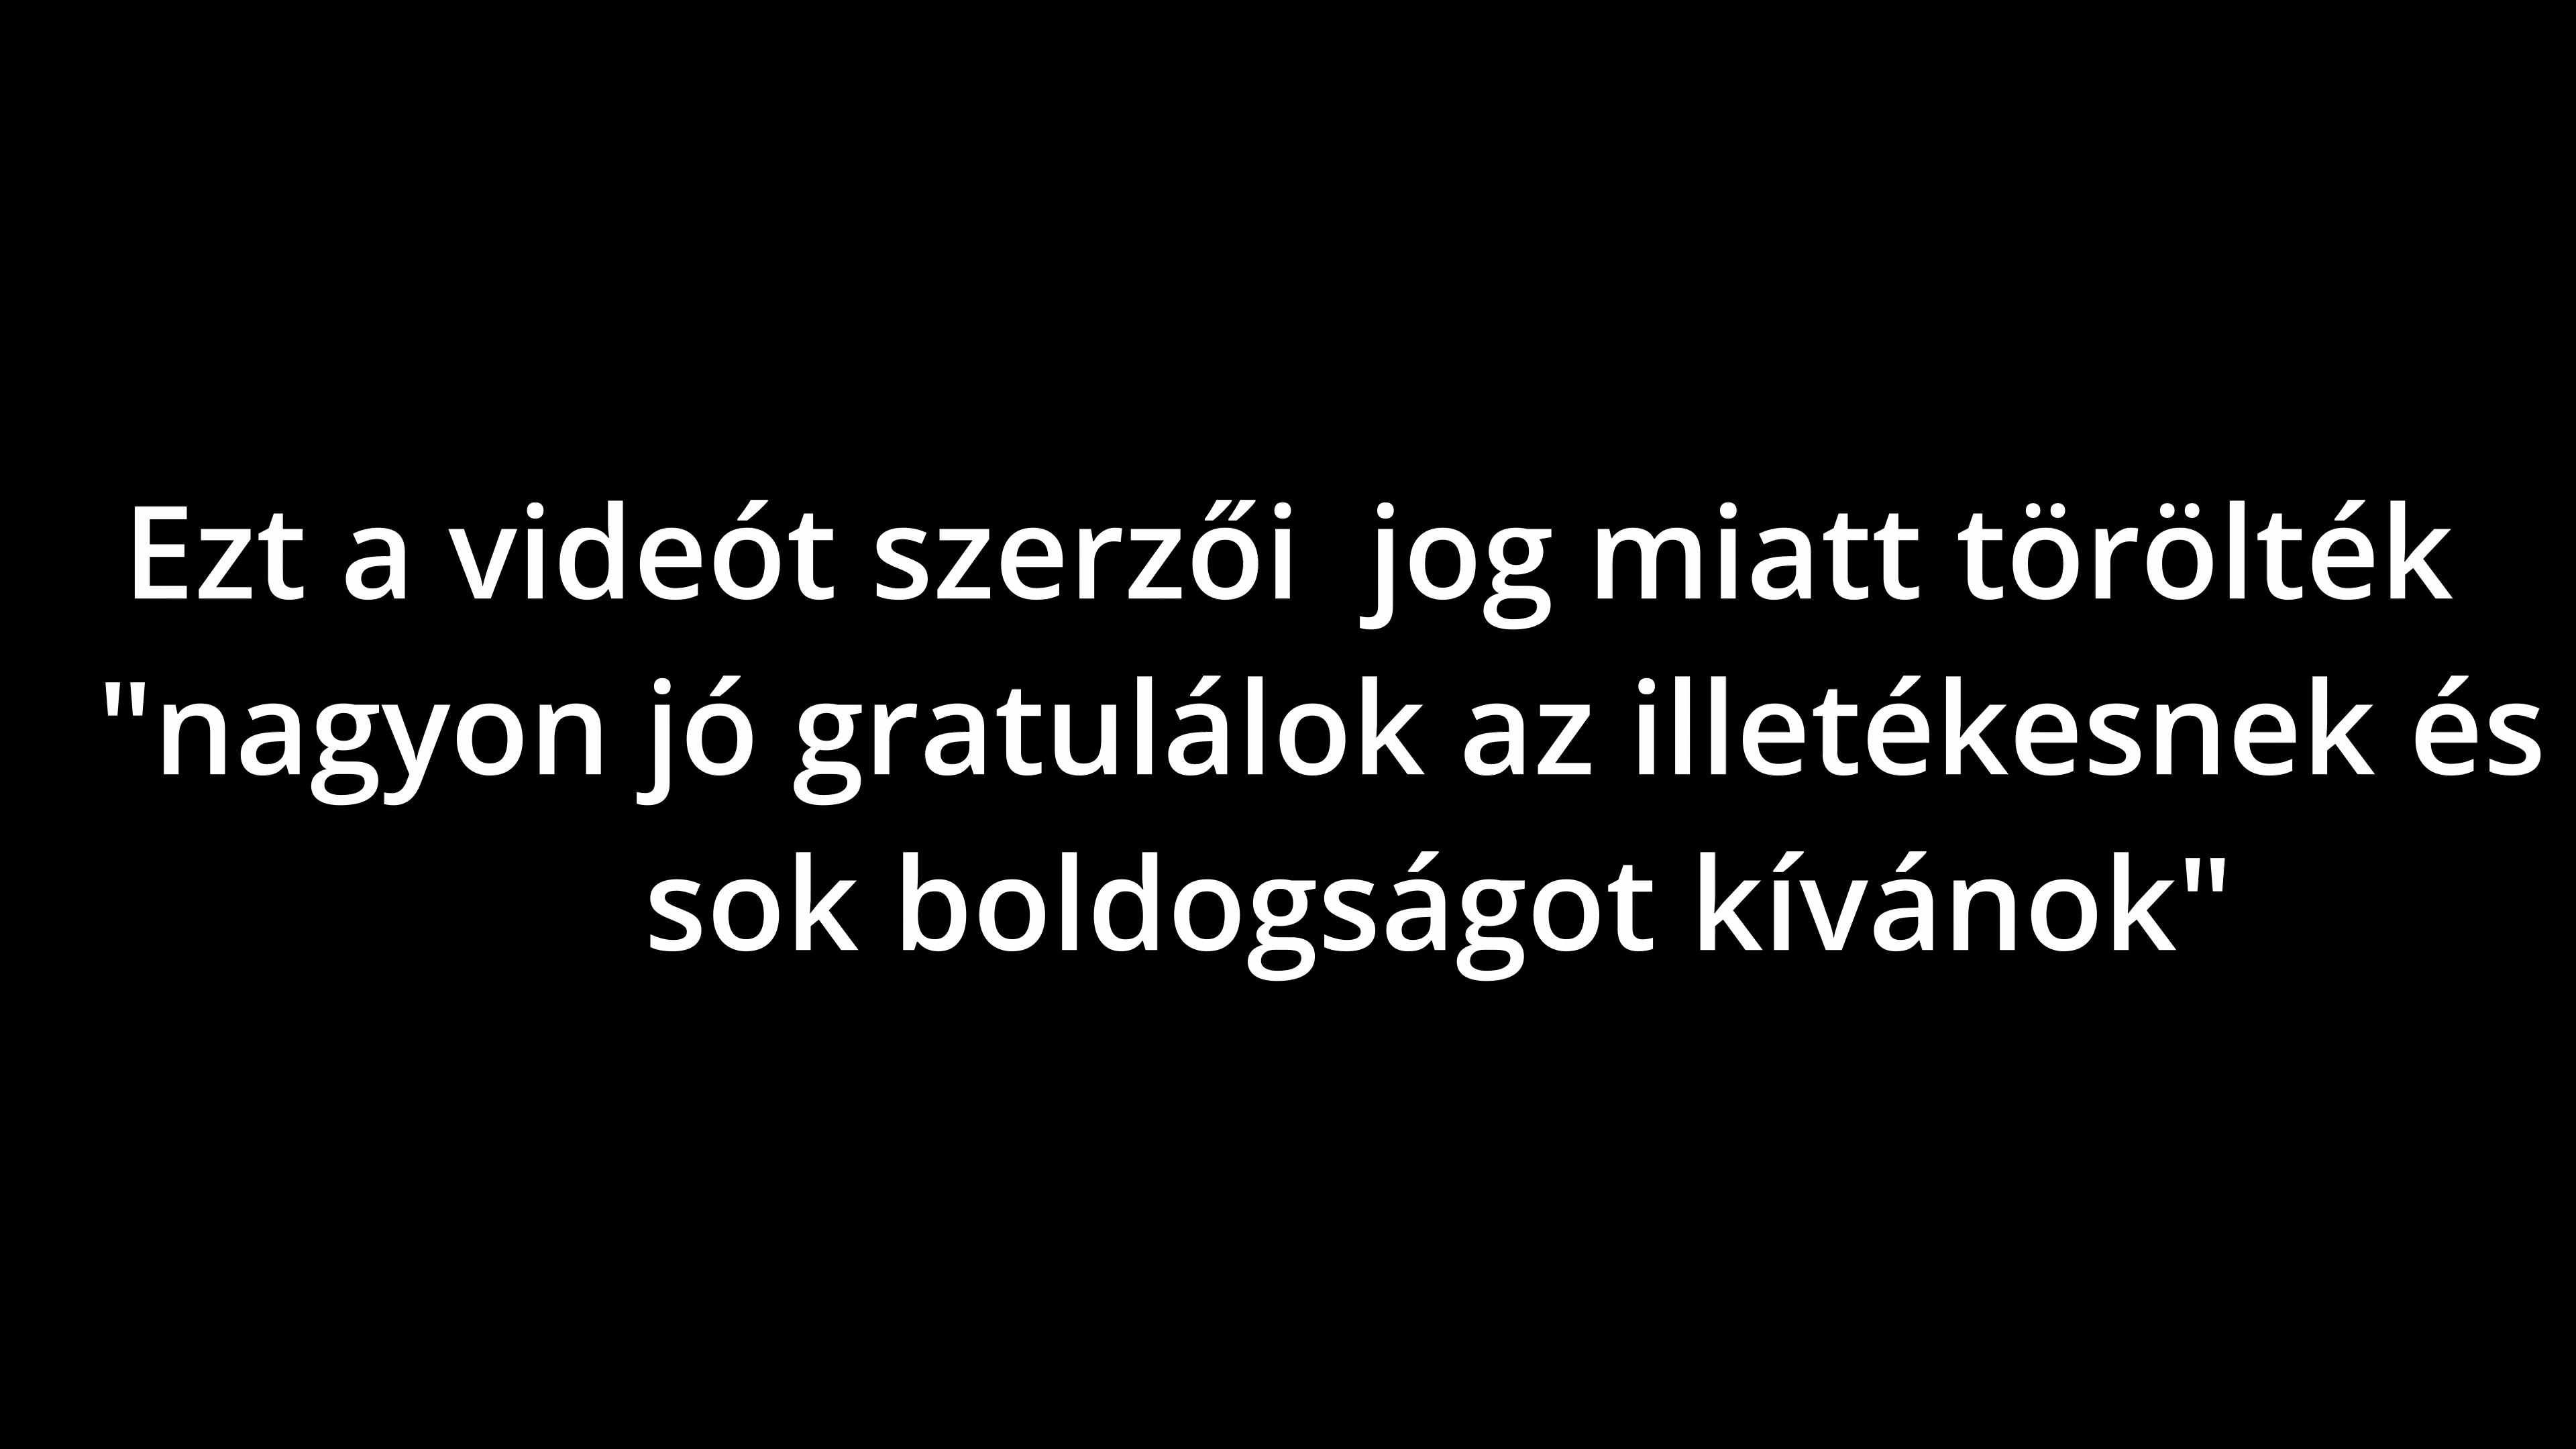 Ezt a videót szerzői  jog miatt törölték
"nagyon jó gratulálok az illetékesnek és
sok boldogságot kívánok"